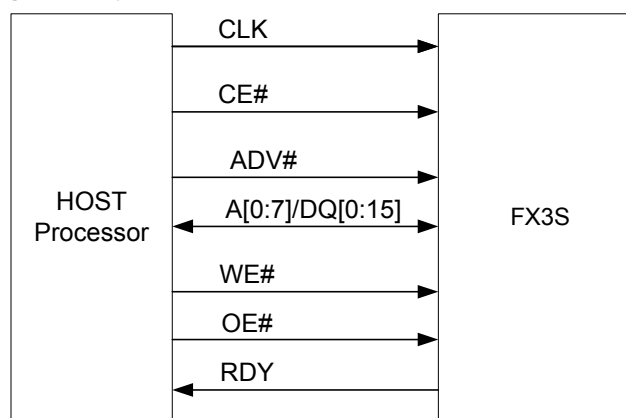 CLK
CE#
ADV#
HOST
Processor
A[0:7]/DQ[0:15]
FX3S
WE#
OE#
RDY